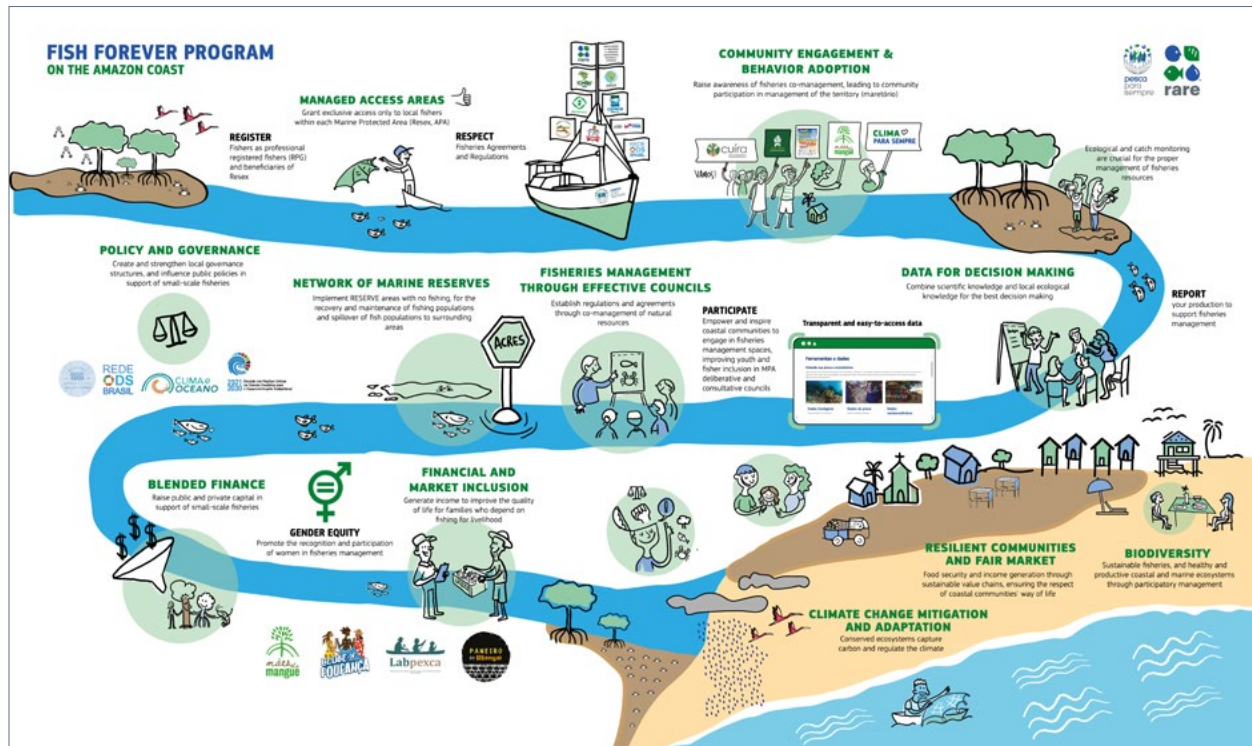 FISH FOREVER PROGRAM
ON THE AMAZON COAST
MANAGED ACCESS AREAS
Grant exclusive access only to local fishers
within each Marine Protected Area (Resex, APA)
REGISTER
Fishers as professional
registered fishers (RPG)
and beneficiaries of
Resex
RESPECT
Fisheries Agreements
and Regulations
rare
COMMUNITY ENGAGEMENT &
BEHAVIOR ADOPTION
Raise awareness of fisheries co-management, leading to community
participation in management of the territory (maretório)
cuíra
CLIMA
PARA SEMPRE
pesca
para
sempre
rare
Ecological and catch monitoring
are crucial for the proper
management of fisheries
resources
POLICY AND GOVERNANCE
Create and strengthen local governance
structures, and influence public policies in
support of small-scale fisheries
REDE
ODS
BRASIL
CLIMA e
OCEANO
2021
2030
NETWORK OF MARINE RESERVES
Implement RESERVE areas with no fishing, for the
recovery and maintenance of fishing populations
and spillover of fish populations to surrounding
areas
ACRES
FISHERIES MANAGEMENT
THROUGH EFFECTIVE COUNCILS
Establish regulations and agreements
through co-management of natural
resources
PARTICIPATE
Empower and inspire
coastal communities to
engage in fisheries
management spaces,
improving youth and
fisher inclusion in MPA
deliberative and
consultative councils
DATA FOR DECISION MAKING
Combine scientific knowledge and local ecological
knowledge for the best decision making
Transparent and easy-to-access data
Ferramentas e dados
REPORT
your production to
support fisheries
management
BLENDED FINANCE
Raise public and private capital in
support of small-scale fisheries
GENDER EQUITY
Promote the recognition and participation
of women in fisheries management
FINANCIAL AND
MARKET INCLUSION
Generate income to improve the quality
of life for families who depend on
fishing for livelihood
mães do
mangue
Labpexca
PANEIRO
RESILIENT COMMUNITIES
AND FAIR MARKET
Food security and income generation through
sustainable value chains, ensuring the respect
of coastal communities' way of life
BIODIVERSITY
Sustainable fisheries, and healthy and
productive coastal and marine ecosystems
through participatory management
CLIMATE CHANGE MITIGATION
AND ADAPTATION
Conserved ecosystems capture
carbon and regulate the climate